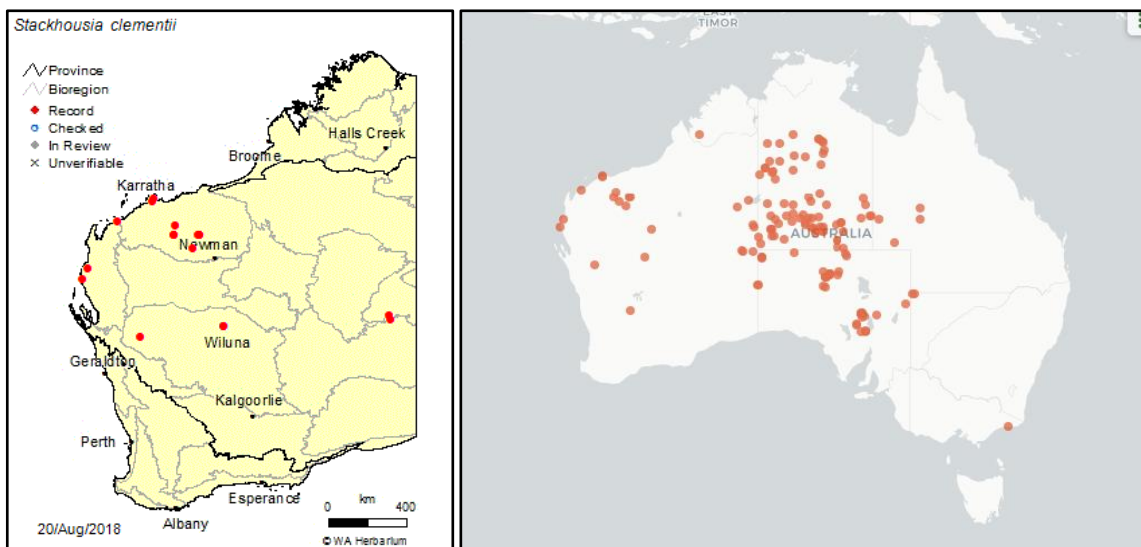 Stackhousia clementii
Province
Bioregion
Record
Checked
In Review
Unverifiable
Halls Creek
Broome
Karratha
Newman
Wiluna
Geraldton
Kalgoorlie
Perth
Esperance
Albany
km
0 400
20/Aug/2018
© WA Herbarium
EAST
TIMOR
AUSTRALIA